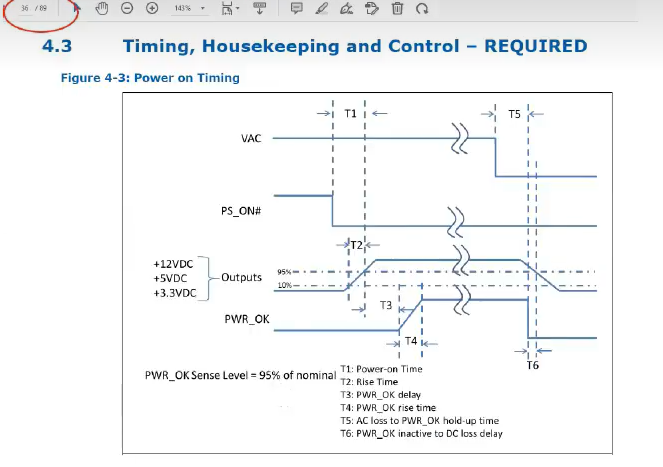 36 / 89
143%
4.3 Timing, Housekeeping and Control – REQUIRED
Figure 4-3: Power on Timing
T1
T5
VAC
PS_ON#
T2
+12VDC
+5VDC
+3.3VDC
Outputs
95%
10%
T3
PWR_OK
T4
T6
PWR_OK Sense Level = 95% of nominal
T1: Power-on Time
T2: Rise Time
T3: PWR_OK delay
T4: PWR_OK rise time
T5: AC loss to PWR_OK hold-up time
T6: PWR_OK inactive to DC loss delay